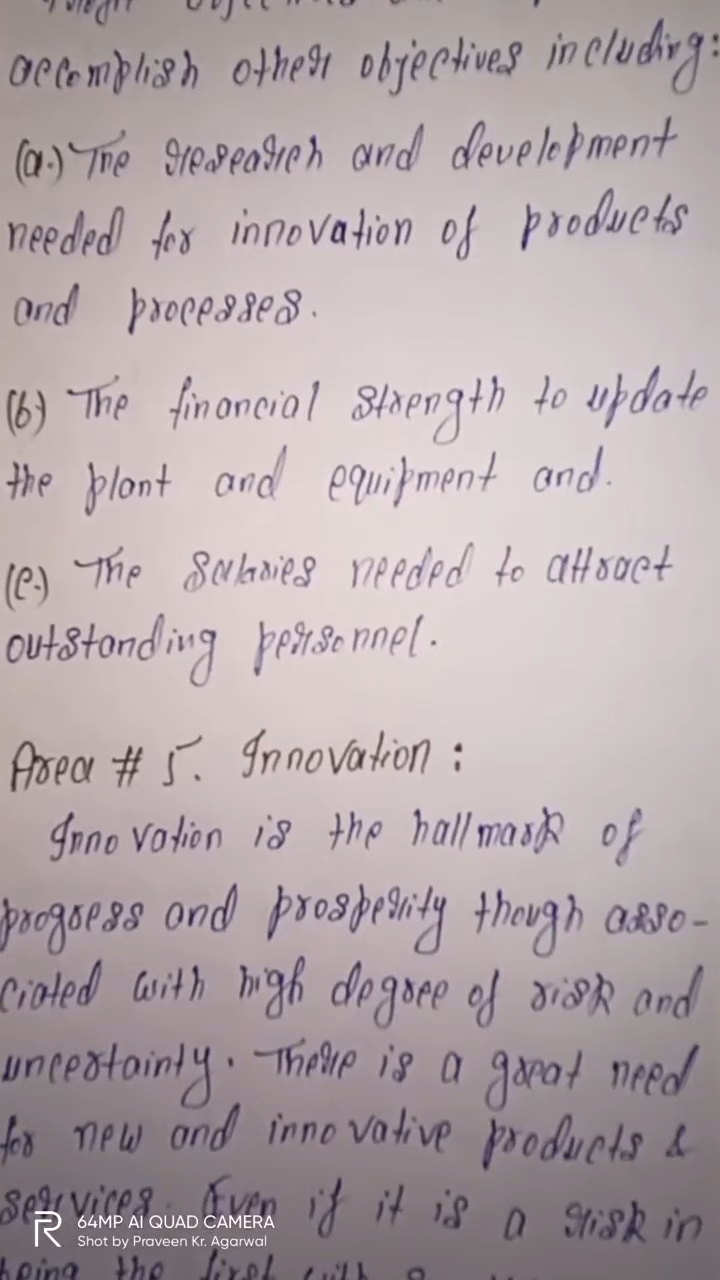 accomplish other objectives including:
(a.) The research and development
needed for innovation of products
and processes.
(b) The financial strength to update
the plant and equipment and.
(c.) The Salaries needed to attract
outstanding personnel.
Area # 5. Innovation:
Innovation is the hallmark of
progress and prosperity though asso-
ciated with high degree of risk and
uncertainty. There is a great need
for new and innovative products &
services. Even if it is a risk in
being the first with
64MP AI QUAD CAMERA
Shot by Praveen Kr. Agarwal